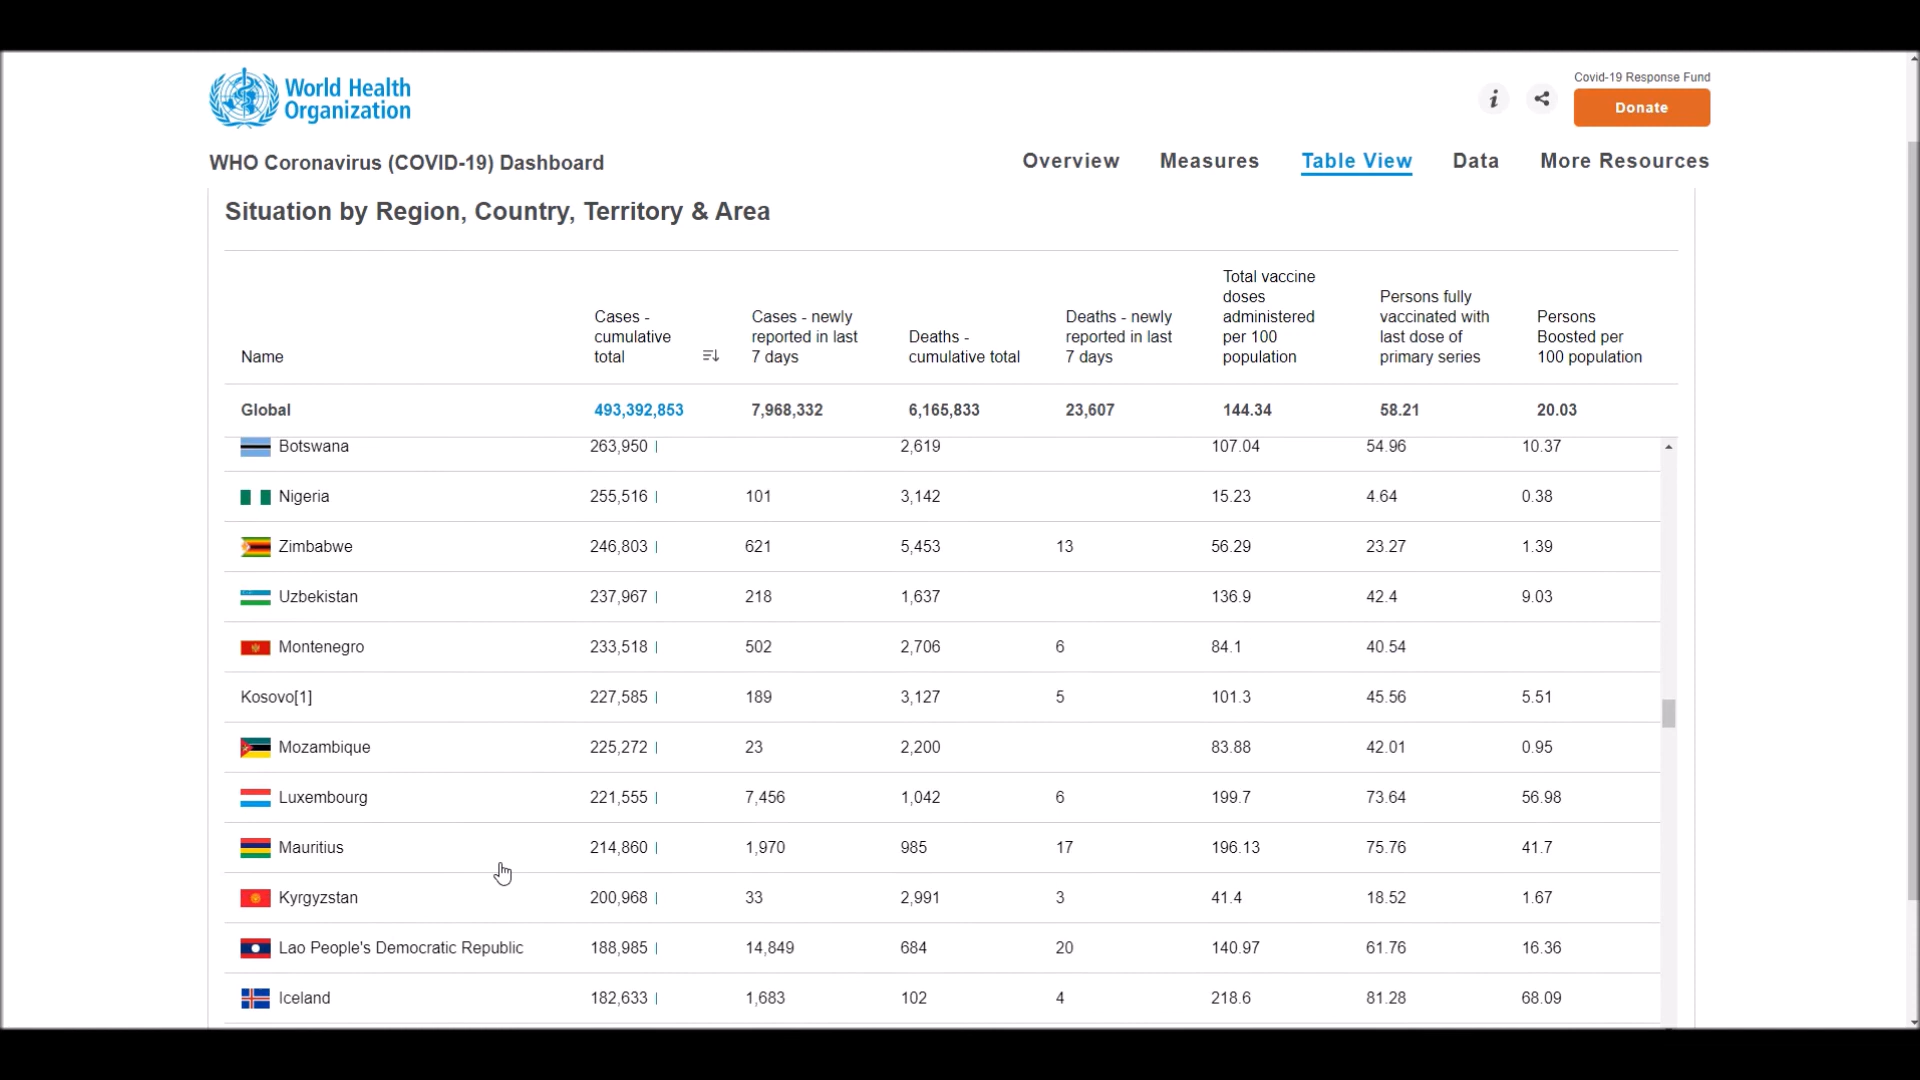 World Health
Organization
i
Covid-19 Response Fund
Donate
WHO Coronavirus (COVID-19) Dashboard
Overview Measures Table View Data More Resources
Situation by Region, Country, Territory & Area
Name
Cases -
cumulative
total
Cases - newly
reported in last
7 days
Deaths -
cumulative total
Deaths - newly
reported in last
7 days
Total vaccine
doses
administered
per 100
population
Persons fully
vaccinated with
last dose of
primary series
Persons
Boosted per
100 population
Global 493,392,853 7,968,332 6,165,833 23,607 144.34 58.21 20.03
Botswana 263,950 2,619 107.04 54.96 10.37
Nigeria 255,516 101 3,142 15.23 4.64 0.38
Zimbabwe 246,803 621 5,453 13 56.29 23.27 1.39
Uzbekistan 237,967 218 1,637 136.9 42.4 9.03
Montenegro 233,518 502 2,706 6 84.1 40.54
Kosovo[1] 227,585 189 3,127 5 101.3 45.56 5.51
Mozambique 225,272 23 2,200 83.88 42.01 0.95
Luxembourg 221,555 7,456 1,042 6 199.7 73.64 56.98
Mauritius 214,860 1,970 985 17 196.13 75.76 41.7
Kyrgyzstan 200,968 33 2,991 3 41.4 18.52 1.67
Lao People's Democratic Republic 188,985 14,849 684 20 140.97 61.76 16.36
Iceland 182,633 1,683 102 4 218.6 81.28 68.09